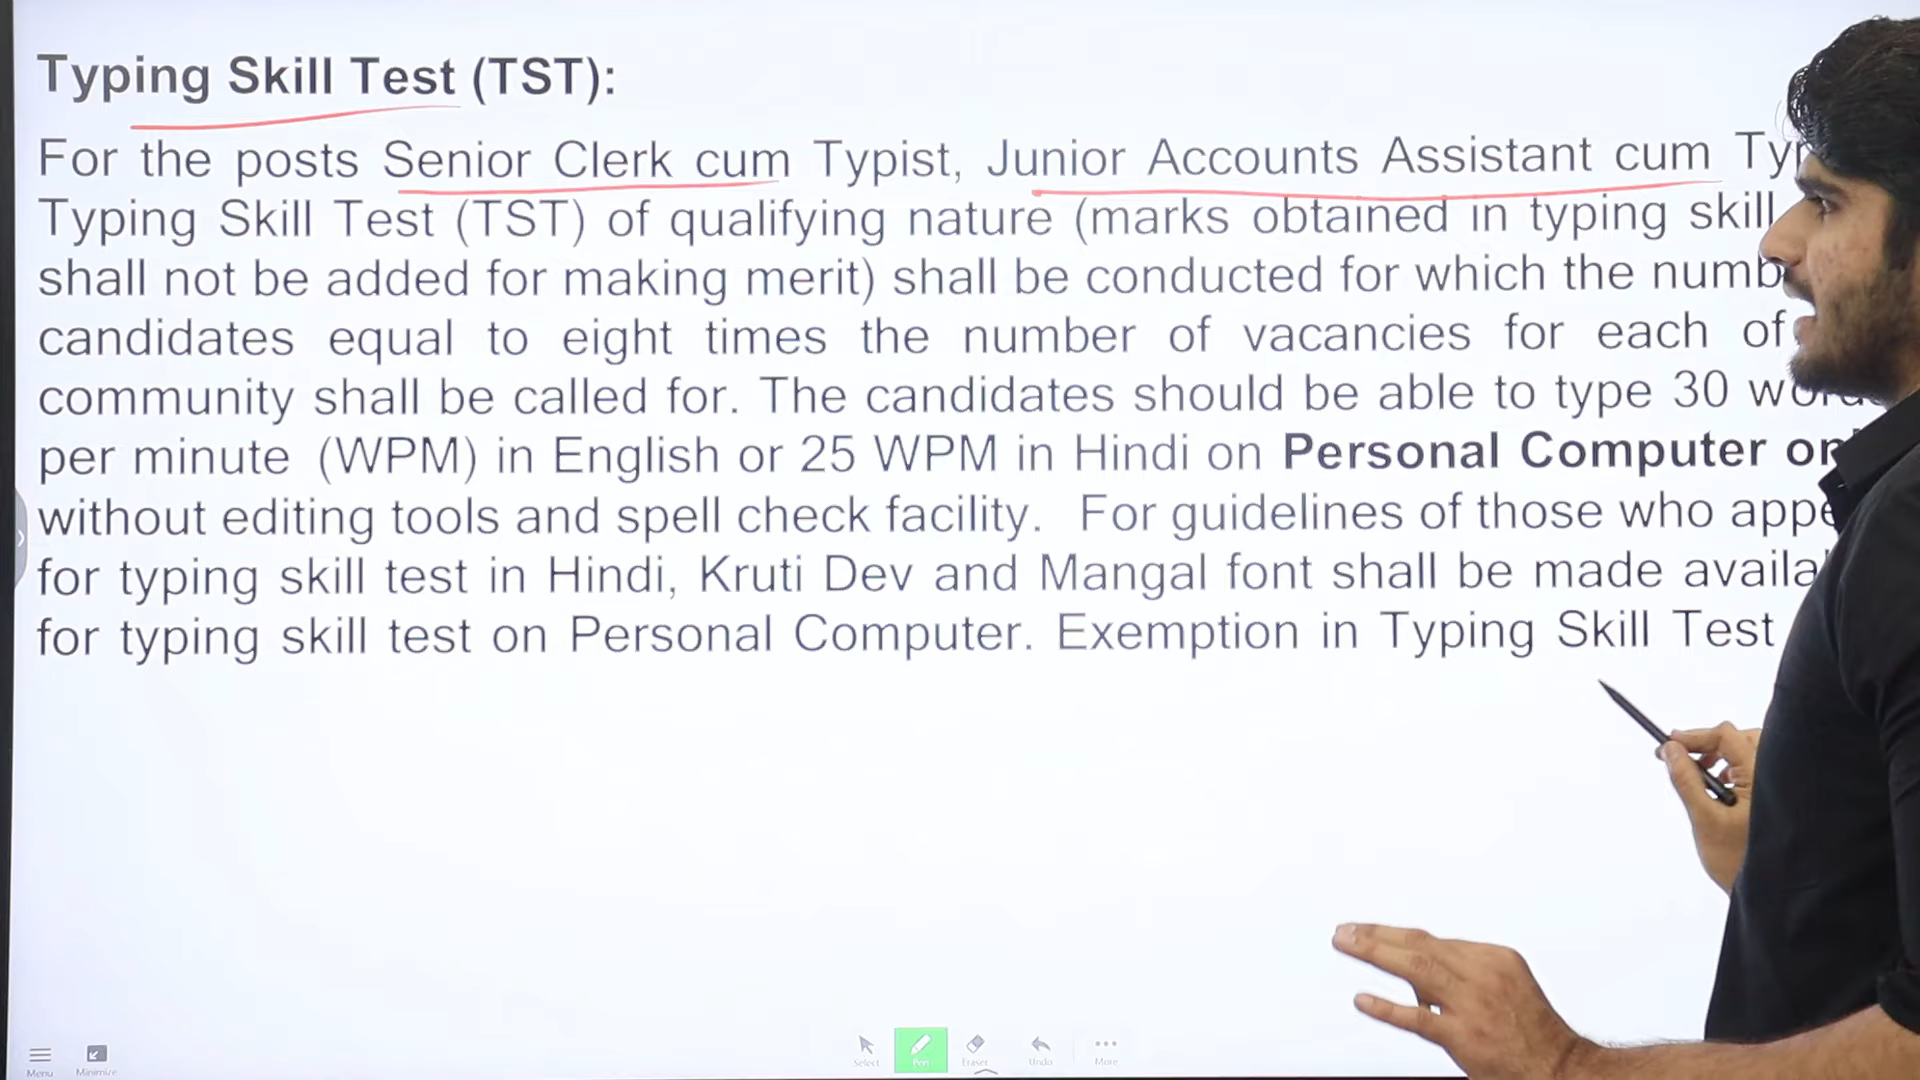 Typing Skill Test (TST):
For the posts Senior Clerk cum Typist, Junior Accounts Assistant cum
Typing Skill Test (TST) of qualifying nature (marks obtained in typing skill
shall not be added for making merit) shall be conducted for which the
candidates equal to eight times the number of vacancies for each of
community shall be called for. The candidates should be able to type 30
per minute (WPM) in English or 25 WPM in Hindi on Personal Computer
without editing tools and spell check facility. For guidelines of those who
for typing skill test in Hindi, Kruti Dev and Mangal font shall be made
for typing skill test on Personal Computer. Exemption in Typing Skill Test
Menu Minimize Select Pen Eraser Undo More